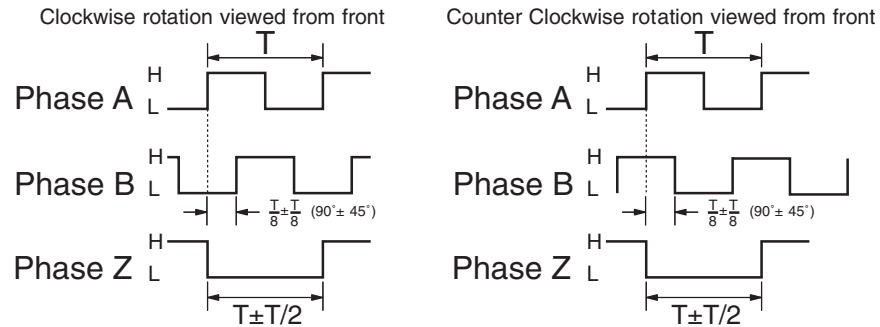 Clockwise rotation viewed from front
T
Phase A H L
Phase B H L
T/8±T/8 (90˚± 45˚)
Phase Z H L
T±T/2
Counter Clockwise rotation viewed from front
T
Phase A H L
Phase B H L
T/8±T/8 (90˚± 45˚)
Phase Z H L
T±T/2